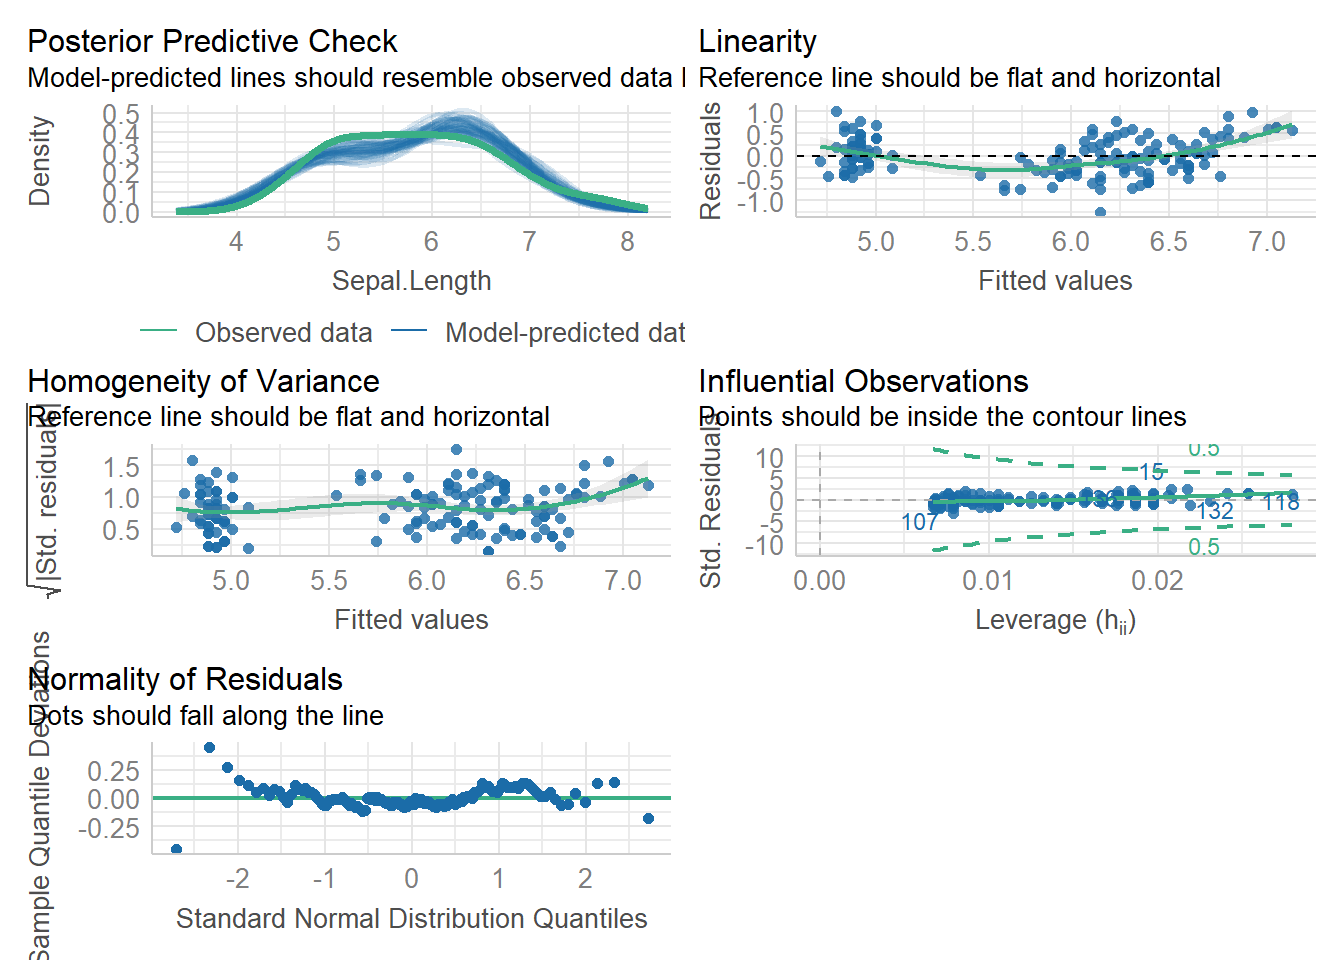 Posterior Predictive Check
Model-predicted lines should resemble observed data l
Density
0.5
0.4
0.3
0.2
0.1
0.0
4 5 6 7 8
Sepal.Length
Observed data Model-predicted dat
Linearity
Reference line should be flat and horizontal
Residuals
1.0
0.5
0.0
-0.5
-1.0
5.0 5.5 6.0 6.5 7.0
Fitted values
Homogeneity of Variance
Reference line should be flat and horizontal
√|Std. residuals|
1.5
1.0
0.5
5.0 5.5 6.0 6.5 7.0
Fitted values
Influential Observations
Points should be inside the contour lines
Std. Residuals
10
5
0
-5
-10
0.5
15
107
132
118
0.5
0.00 0.01 0.02
Leverage (hii)
Normality of Residuals
Dots should fall along the line
Sample Quantile Deviations
0.25
0.00
-0.25
-2 -1 0 1 2
Standard Normal Distribution Quantiles